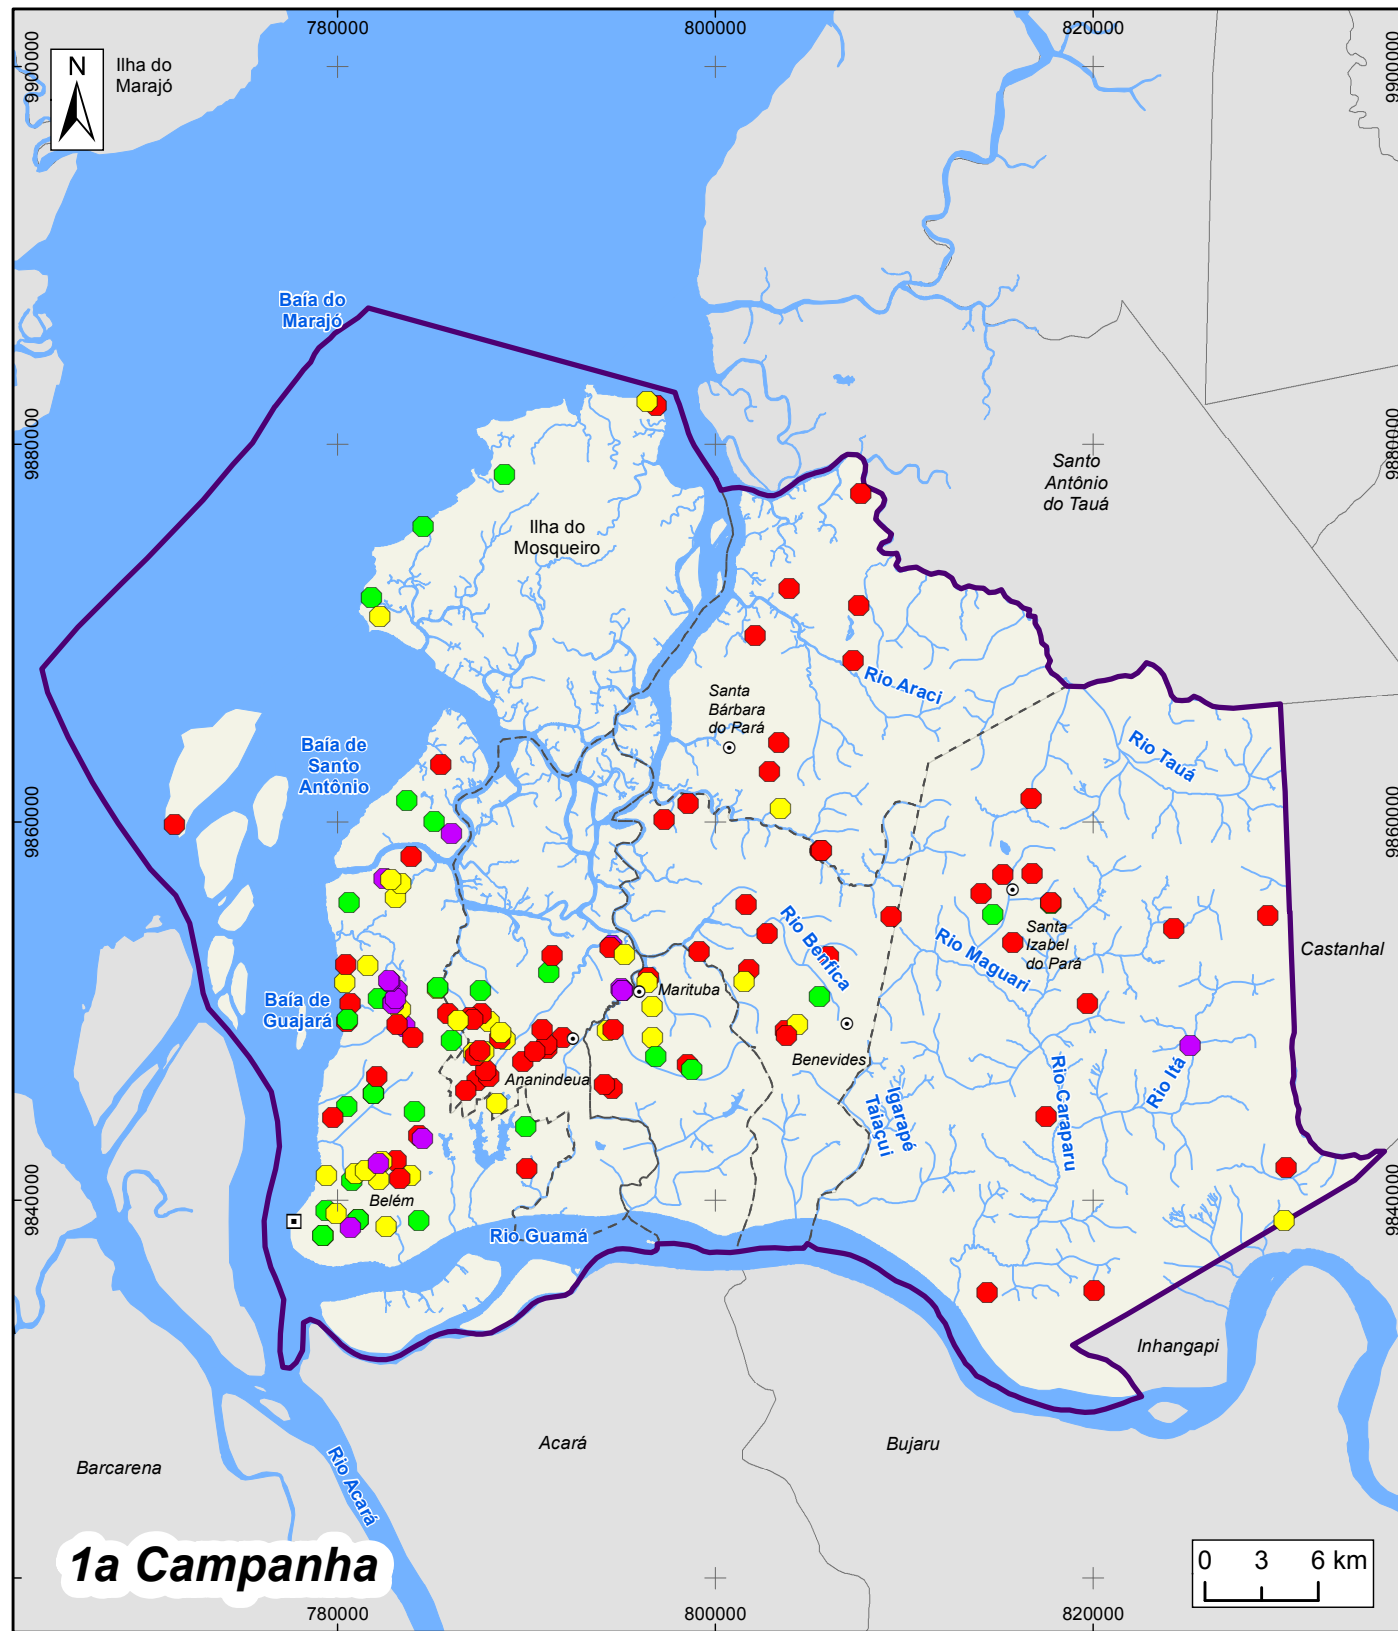 780000
800000
820000
9900000
9900000
N
Ilha do
Marajó
Baía do
Marajó
9880000
9880000
Santo
Antônio
do Tauá
Ilha do
Mosqueiro
Rio Araci
Santa
Bárbara
do Pará
Rio Tauá
Baía de
Santo
Antônio
9860000
9860000
Rio Benfica
Santa
Izabel
do Pará
Castanhal
Rio Maguari
Marituba
Baía de
Guajará
Benevides
Ananindeua
Igarapé
Taiaçui
Rio Caraparu
Rio Itá
Belém
9840000
9840000
Rio Guamá
Inhangapi
Acará
Bujaru
Barcarena
Rio Acará
1a Campanha
0 3 6 km
780000
800000
820000